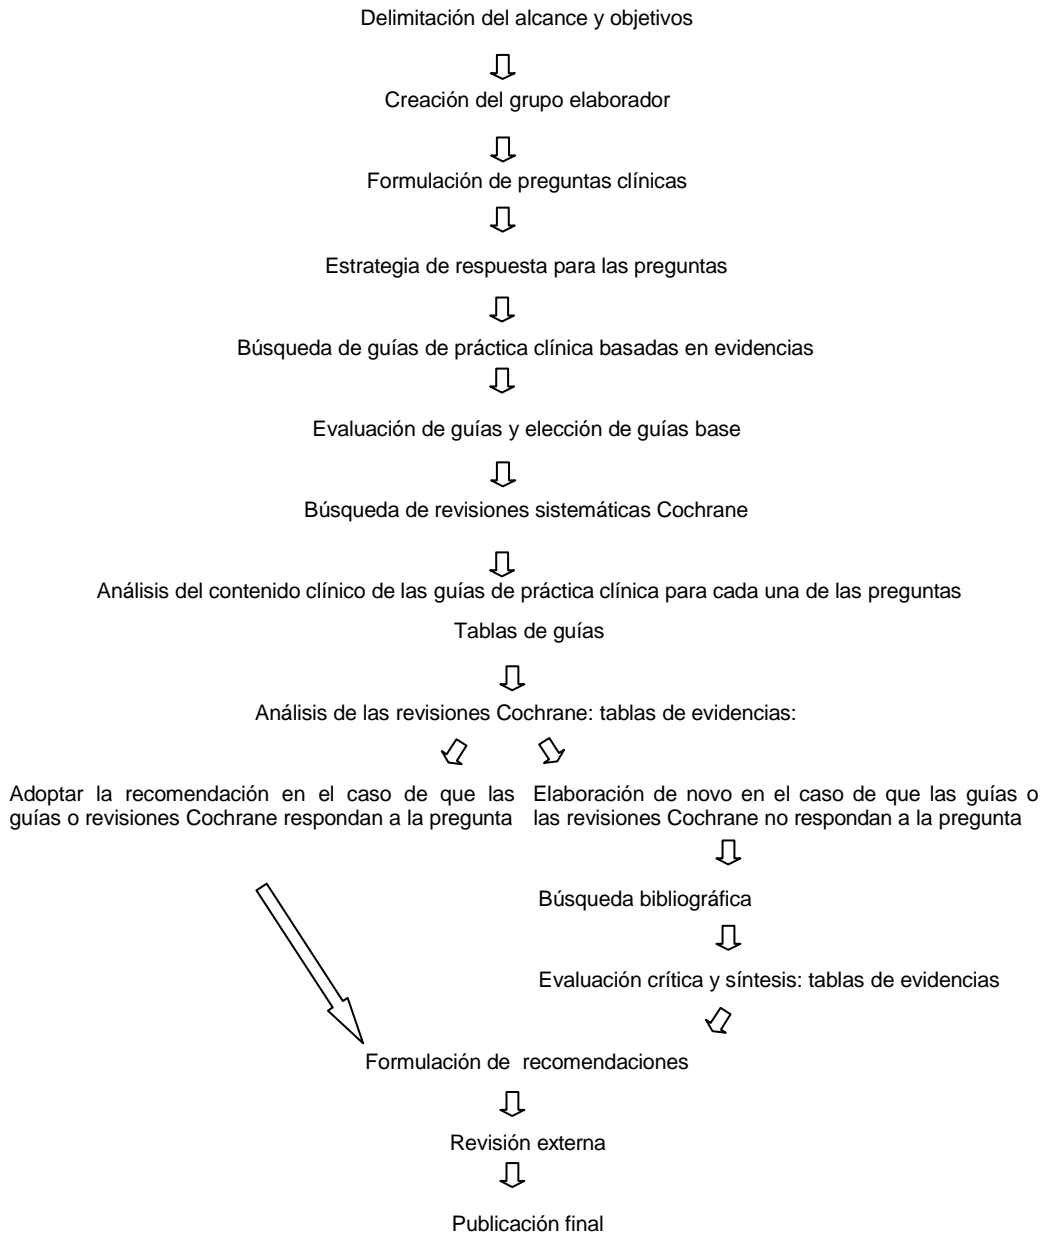 Delimitación del alcance y objetivos
Creación del grupo elaborador
Formulación de preguntas clínicas
Estrategia de respuesta para las preguntas
Búsqueda de guías de práctica clínica basadas en evidencias
Evaluación de guías y elección de guías base
Búsqueda de revisiones sistemáticas Cochrane
Análisis del contenido clínico de las guías de práctica clínica para cada una de las preguntas
Tablas de guías
Análisis de las revisiones Cochrane: tablas de evidencias:
Adoptar la recomendación en el caso de que las
guías o revisiones Cochrane respondan a la pregunta
Elaboración de novo en el caso de que las guías o
las revisiones Cochrane no respondan a la pregunta
Búsqueda bibliográfica
Evaluación crítica y síntesis: tablas de evidencias
Formulación de recomendaciones
Revisión externa
Publicación final